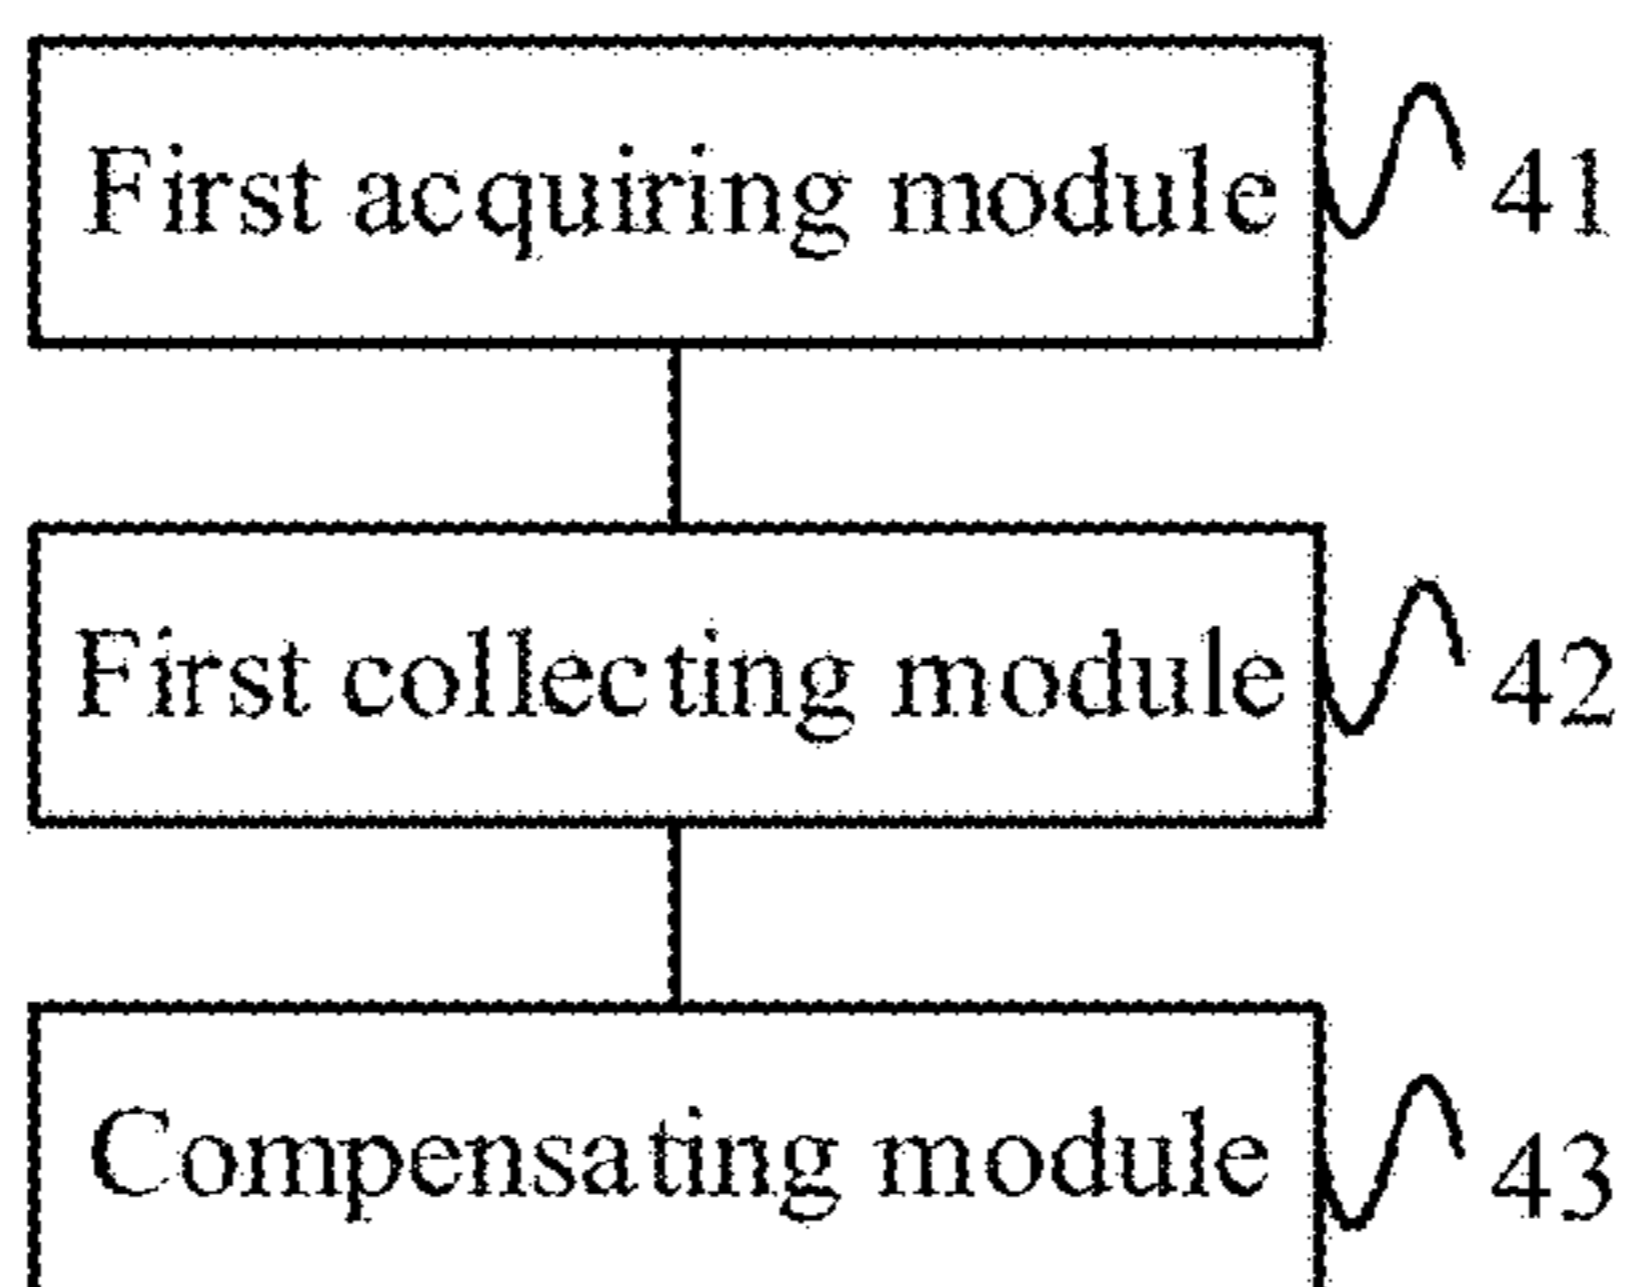 First acquiring module 41
First collecting module 42
Compensating module 43